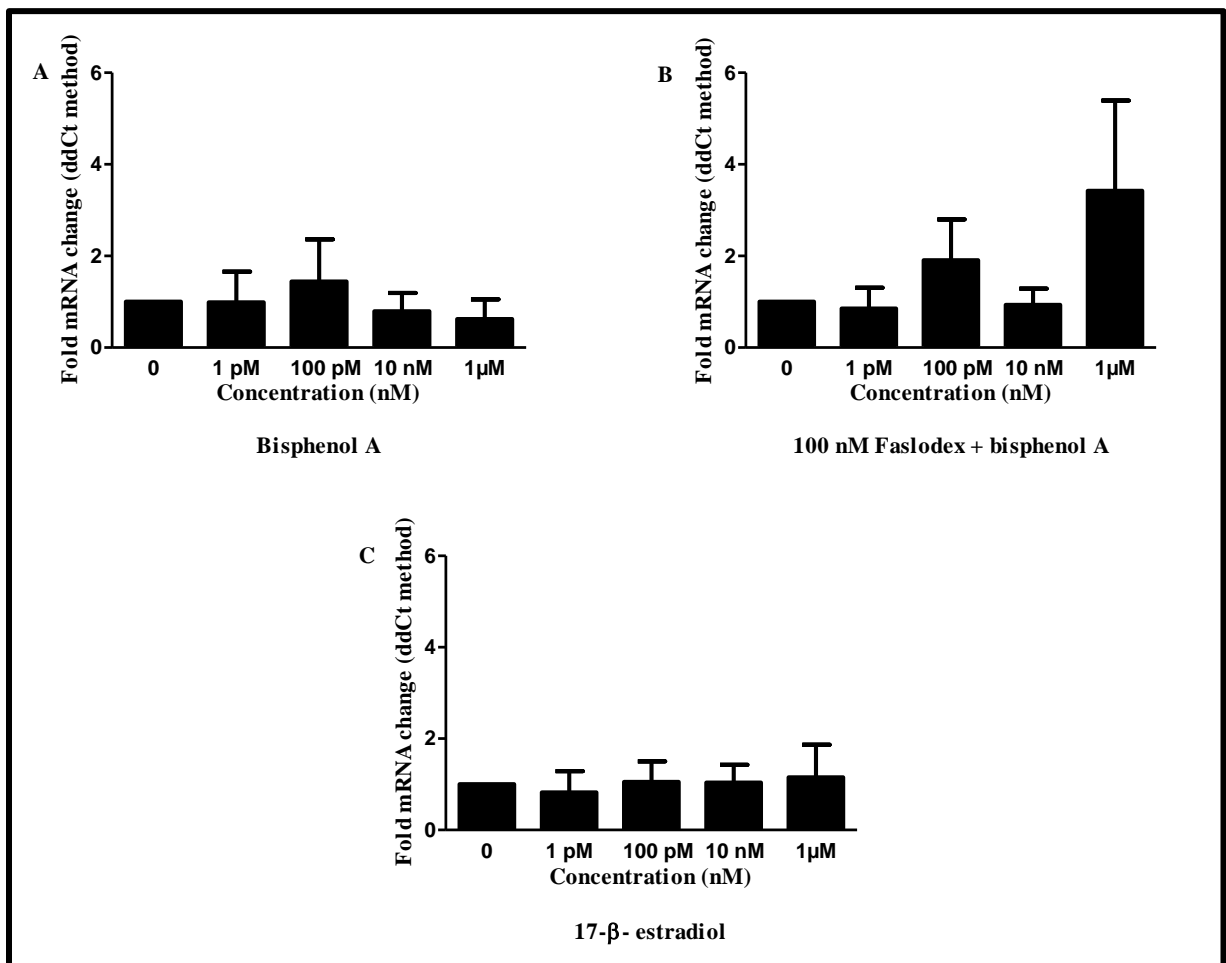 A
Fold mRNA change (ddCt method)
6
4
2
0
0 1 pM 100 pM 10 nM 1µM
Concentration (nM)
Bisphenol A
B
Fold mRNA change (ddCt method)
6
4
2
0
0 1 pM 100 pM 10 nM 1µM
Concentration (nM)
100 nM Faslodex + bisphenol A
C
Fold mRNA change (ddCt method)
6
4
2
0
0 1 pM 100 pM 10 nM 1µM
Concentration (nM)
17-β- estradiol